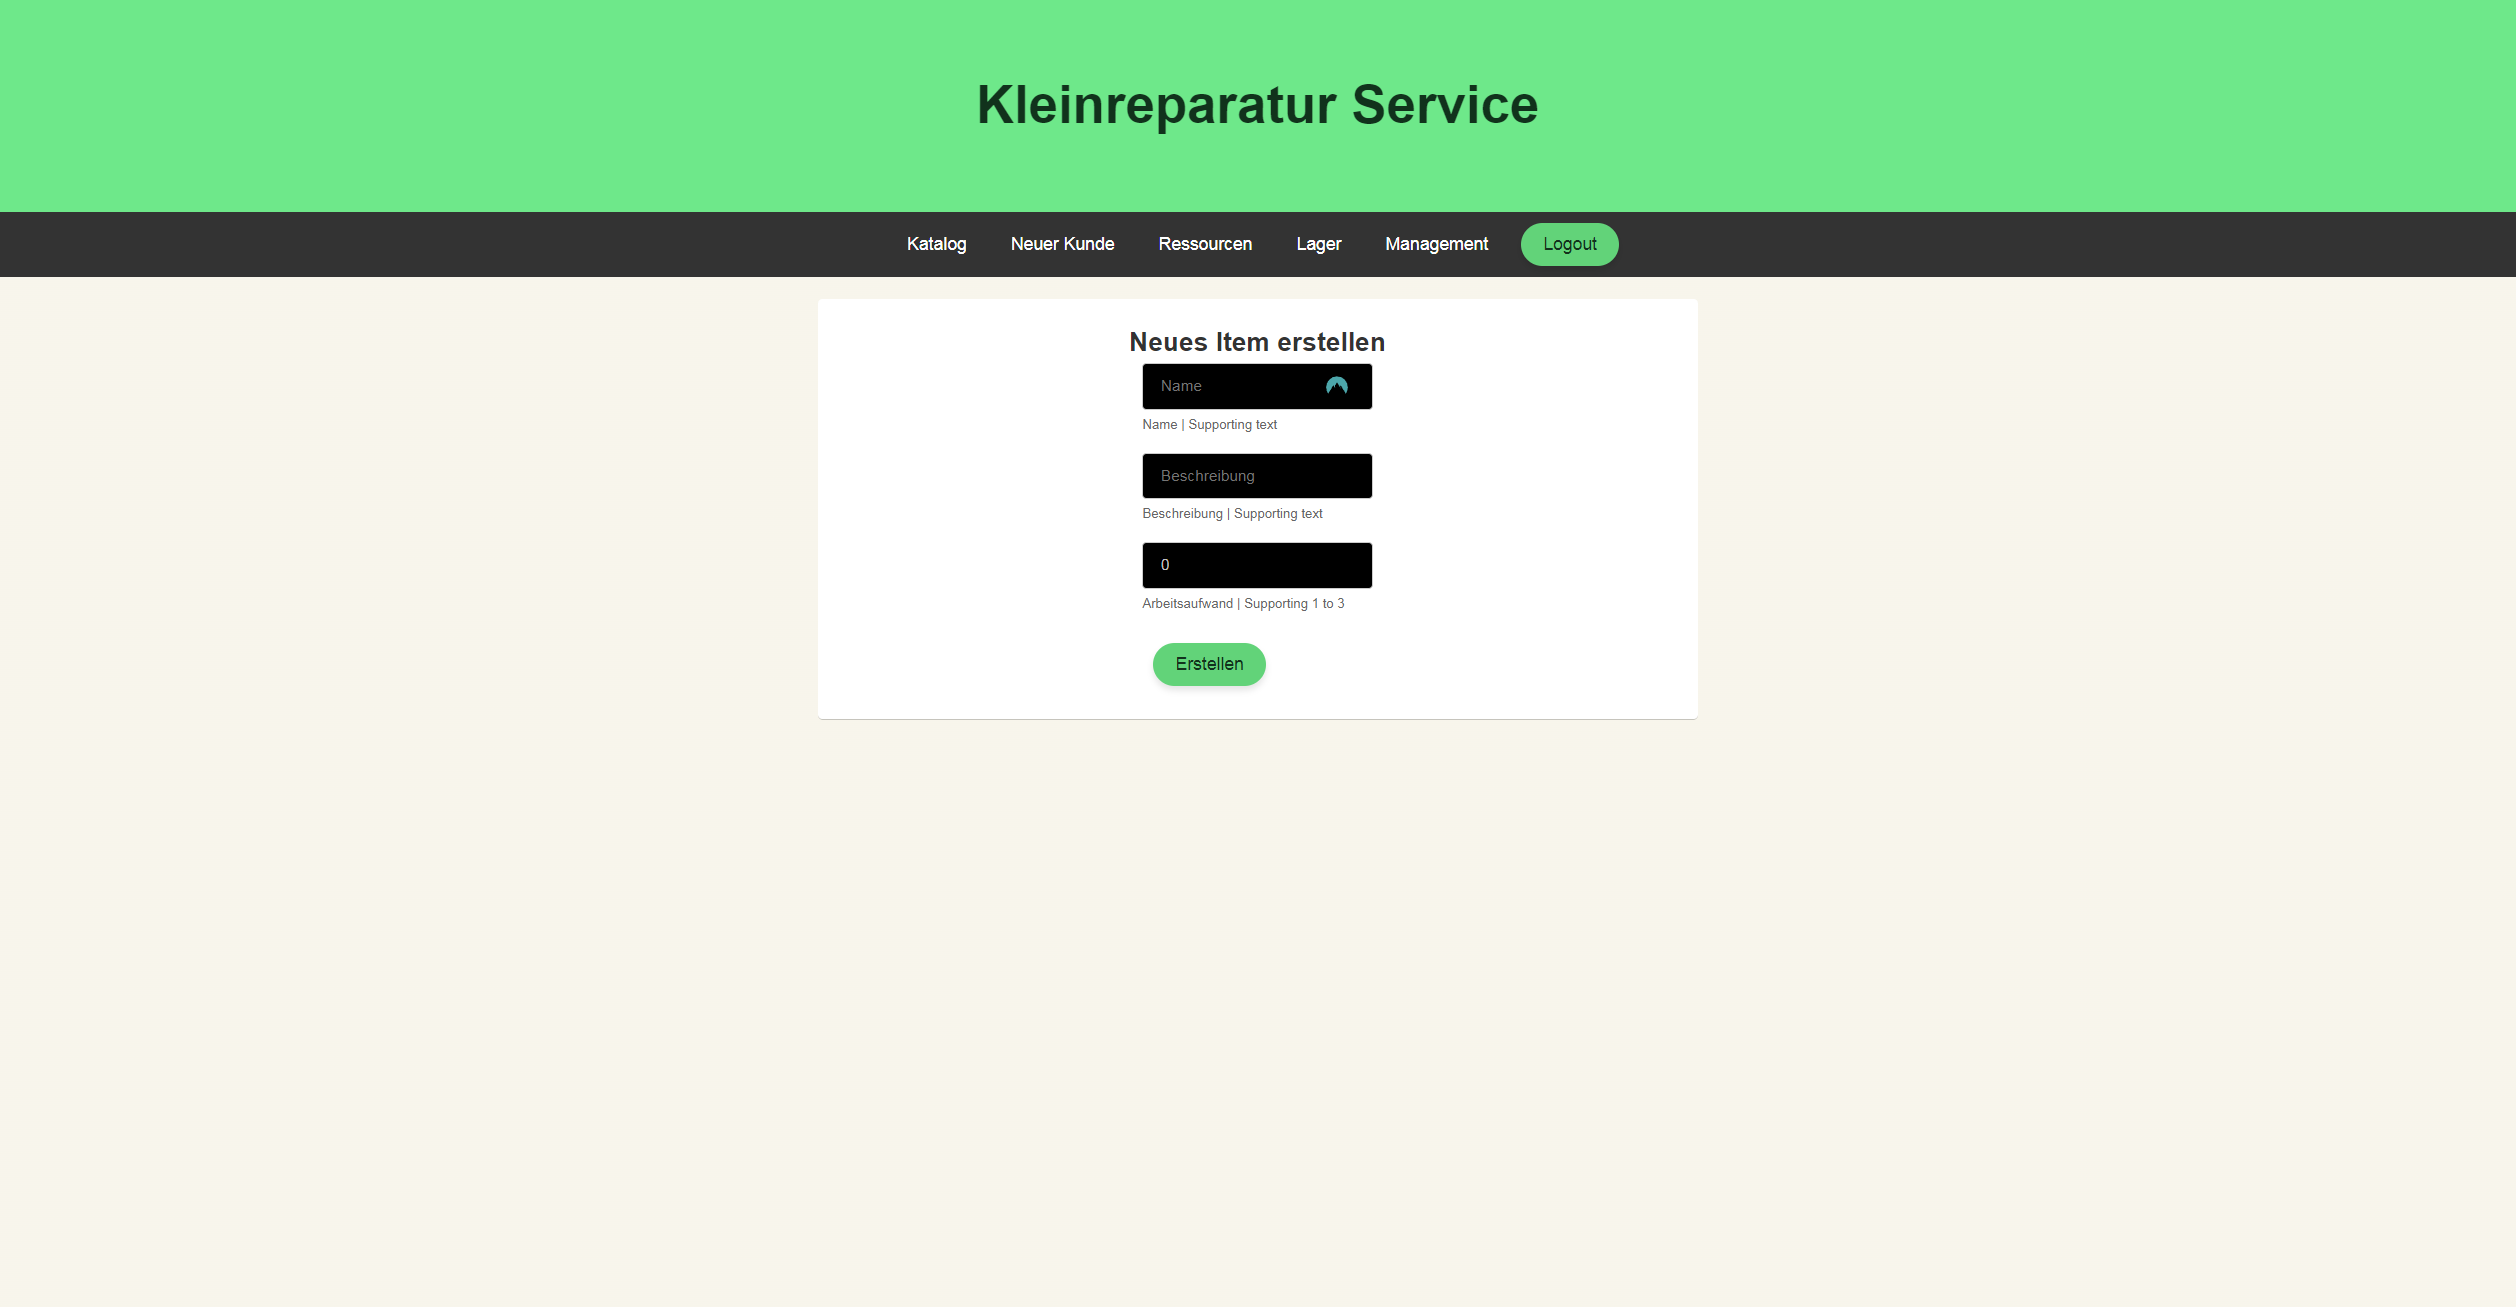 Kleinreparatur Service
Katalog Neuer Kunde Ressourcen Lager Management Logout
Neues Item erstellen
Name
Name | Supporting text
Beschreibung
Beschreibung | Supporting text
0
Arbeitsaufwand | Supporting 1 to 3
Erstellen